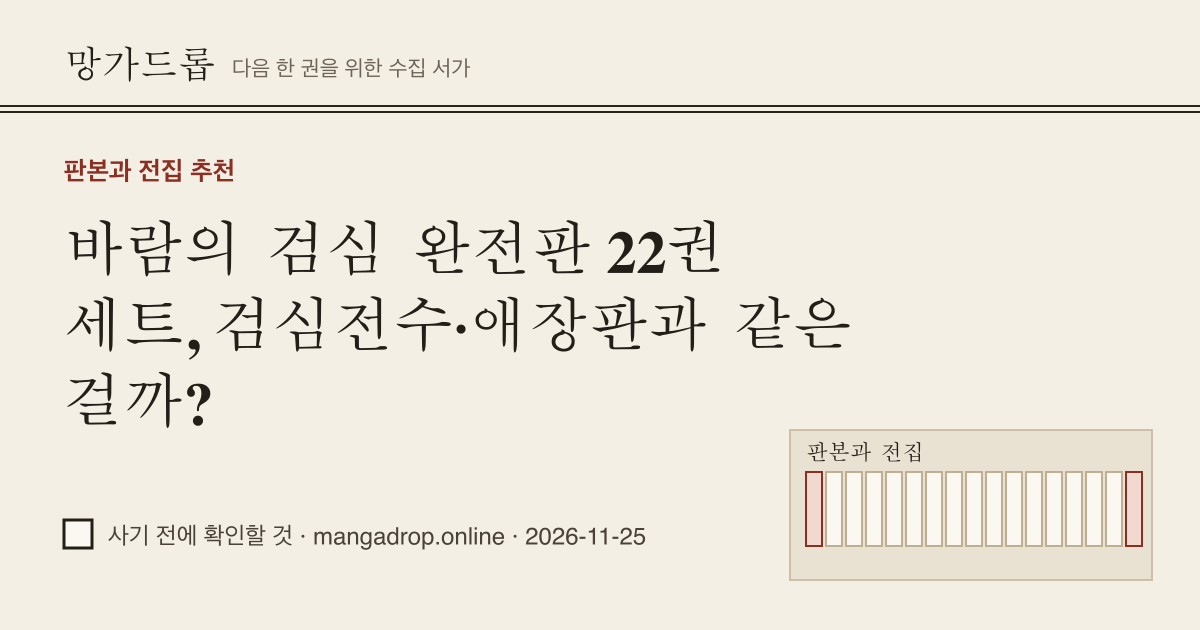 망가드롭 다음 한 권을 위한 수집 서가
판본과 전집 추천
바람의 검심 완전판 22권
세트, 검심전수·애장판과 같은
걸까?
판본과 전집
사기 전에 확인할 것 · mangadrop.online · 2026-11-25